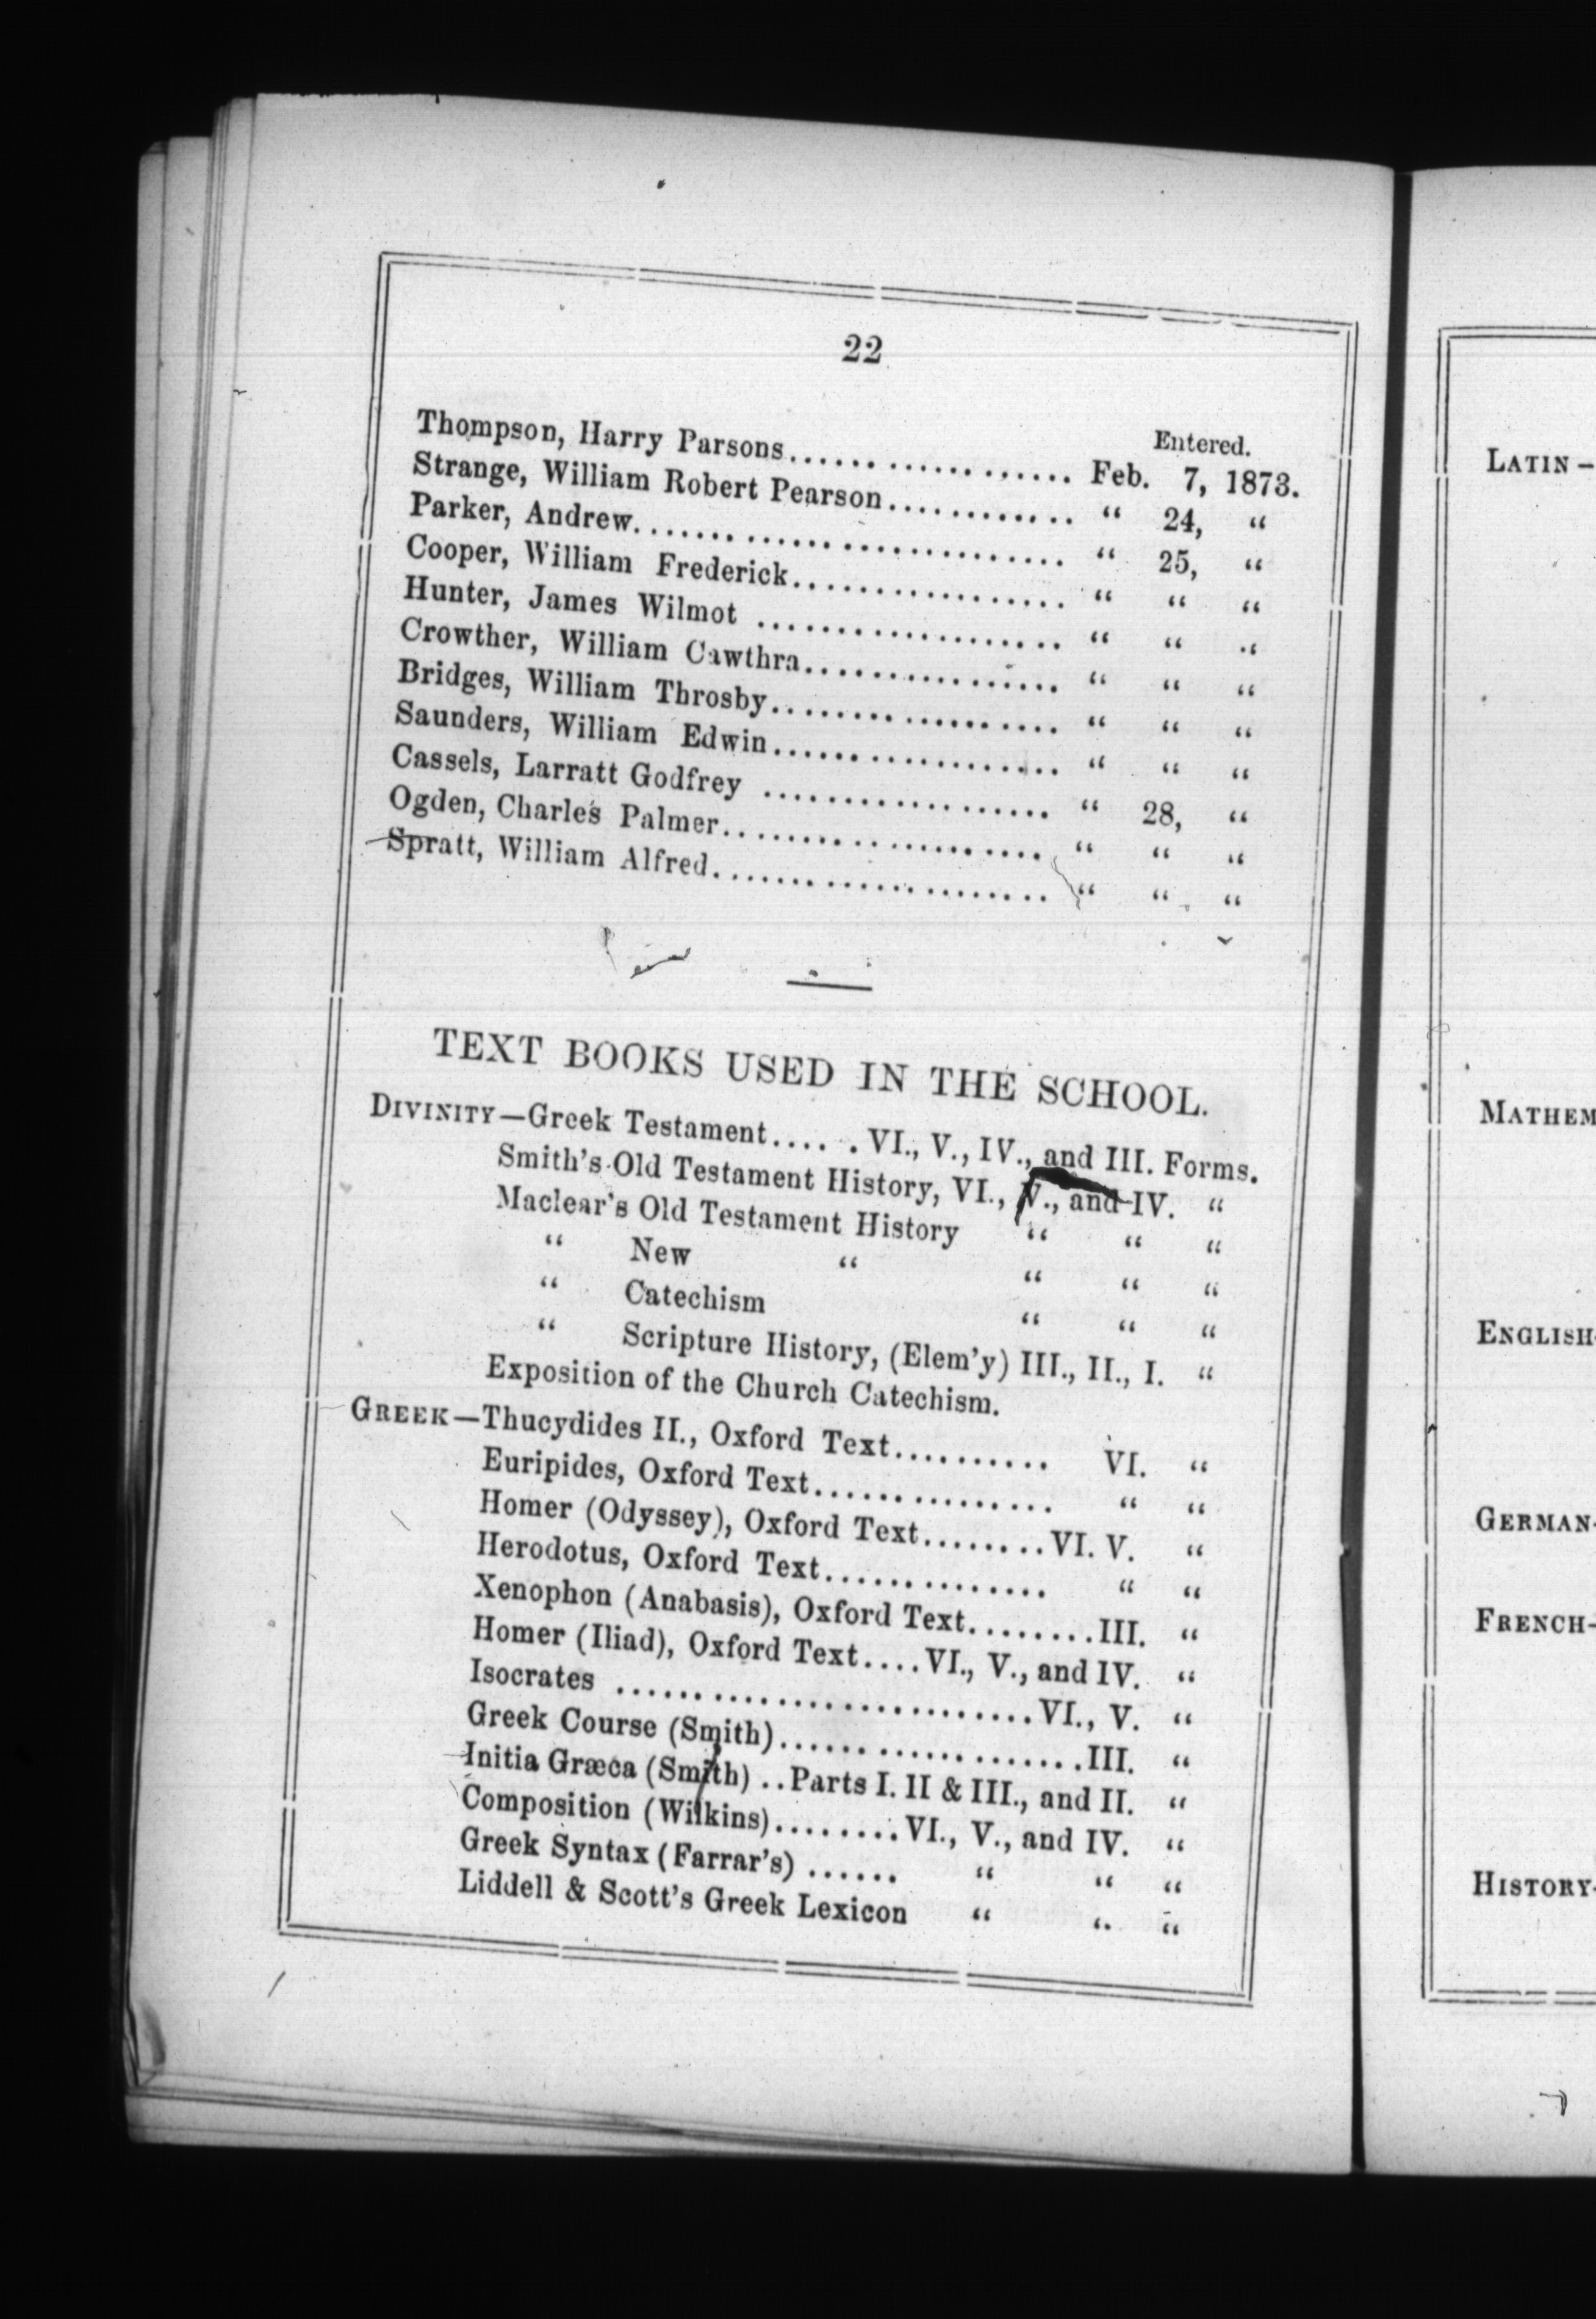 22
Entered.
Thompson, Harry Parsons................... Feb. 7, 1873.
Strange, William Robert Pearson............ “ 24, “
Parker, Andrew........................... “ 25, “
Cooper, William Frederick................. “ “ “
Hunter, James Wilmot ................... “ “ “
Crowther, William Cawthra................ “ “ “
Bridges, William Throsby.................. “ “ “
Saunders, William Edwin.................. “ “ “
Cassels, Larratt Godfrey .................. “ 28, “
Ogden, Charles Palmer.................... “ “ “
Spratt, William Alfred..................... “ “ “
TEXT BOOKS USED IN THE SCHOOL.
DIVINITY—Greek Testament..... .VI., V., IV., and III. Forms.
Smith's Old Testament History, VI., V., and IV. “
Maclear's Old Testament History “ “ “
“ New “ “ “ “
“ Catechism “ “ “
“ Scripture History, (Elem'y) III., II., I. “
Exposition of the Church Catechism.
GREEK—Thucydides II., Oxford Text.......... VI. “
Euripides, Oxford Text............... “ “
Homer (Odyssey), Oxford Text........VI. V. “
Herodotus, Oxford Text.............. “ “
Xenophon (Anabasis), Oxford Text........III. “
Homer (Iliad), Oxford Text....VI., V., and IV. “
Isocrates ..........................VI., V. “
Greek Course (Smith)...................III. “
Initia Græca (Smith) ..Parts I. II & III., and II. “
Composition (Wilkins)........VI., V., and IV. “
Greek Syntax (Farrar's) ...... “ “ “
Liddell & Scott's Greek Lexicon “ “ “
LATIN—
MATHEM
ENGLISH-
GERMAN-
FRENCH-
HISTORY-